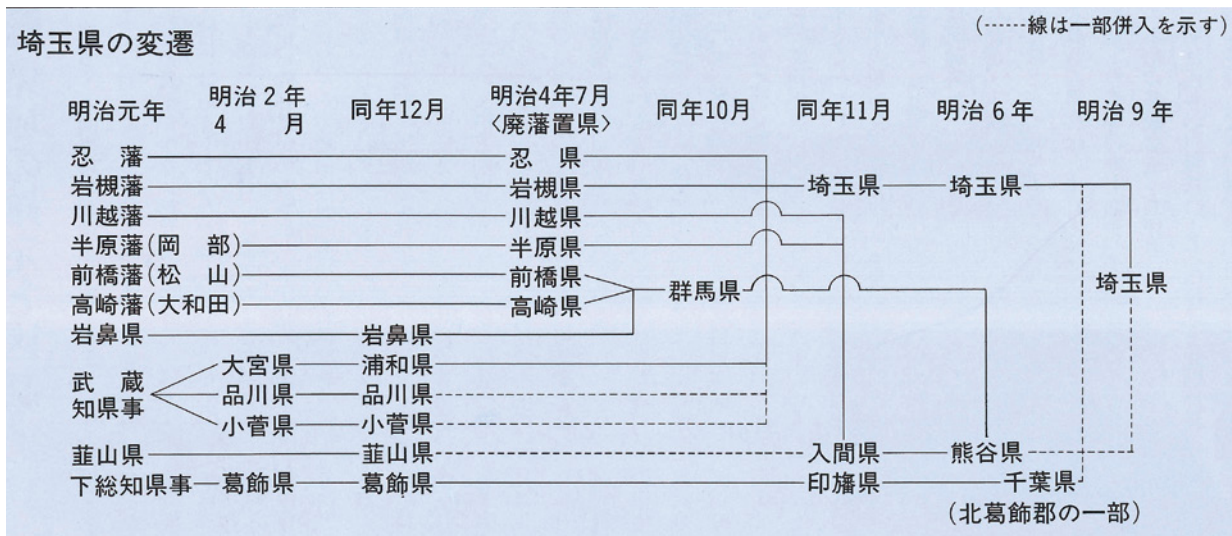 埼玉県の変遷
(……線は一部併入を示す)
明治元年 明治2年4月 同年12月 明治4年7月〈廃藩置県〉 同年10月 同年11月 明治6年 明治9年
忍藩 忍県
岩槻藩 岩槻県 埼玉県 埼玉県
川越藩 川越県
半原藩(岡部) 半原県
前橋藩(松山) 前橋県
群馬県 埼玉県
高崎藩(大和田) 高崎県
岩鼻県 岩鼻県
大宮県 浦和県
武蔵知県事 品川県 品川県
小菅県 小菅県
韮山県 韮山県 入間県 熊谷県
下総知県事 葛飾県 葛飾県 印旛県 千葉県
(北葛飾郡の一部)